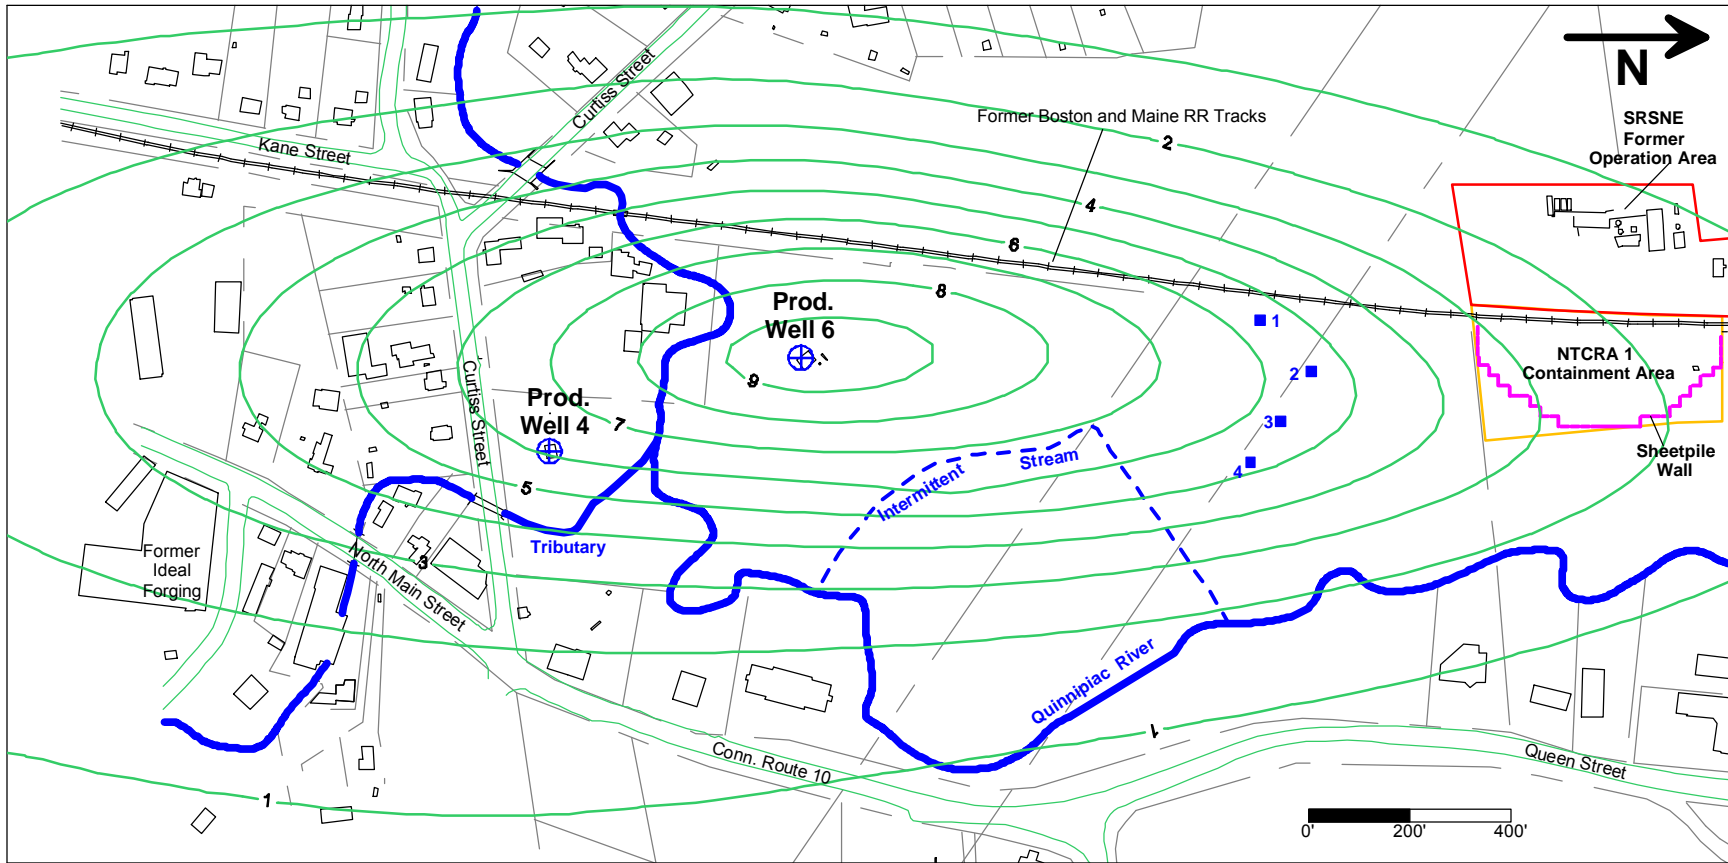 N
SRSNE
Former
Operation Area
Former Boston and Maine RR Tracks
Curtiss Street
Kane Street
2
4
6
8
Prod.
Well 6
9
1
2
3
4
NTCRA 1
Containment Area
Sheetpile
Wall
Prod.
Well 4
7
5
3
Curtiss Street
Intermittent
Stream
Tributary
Former
Ideal
Forging
North Main Street
Quinnipiac River
1
1
Conn. Route 10
Queen Street
0'
200'
400'